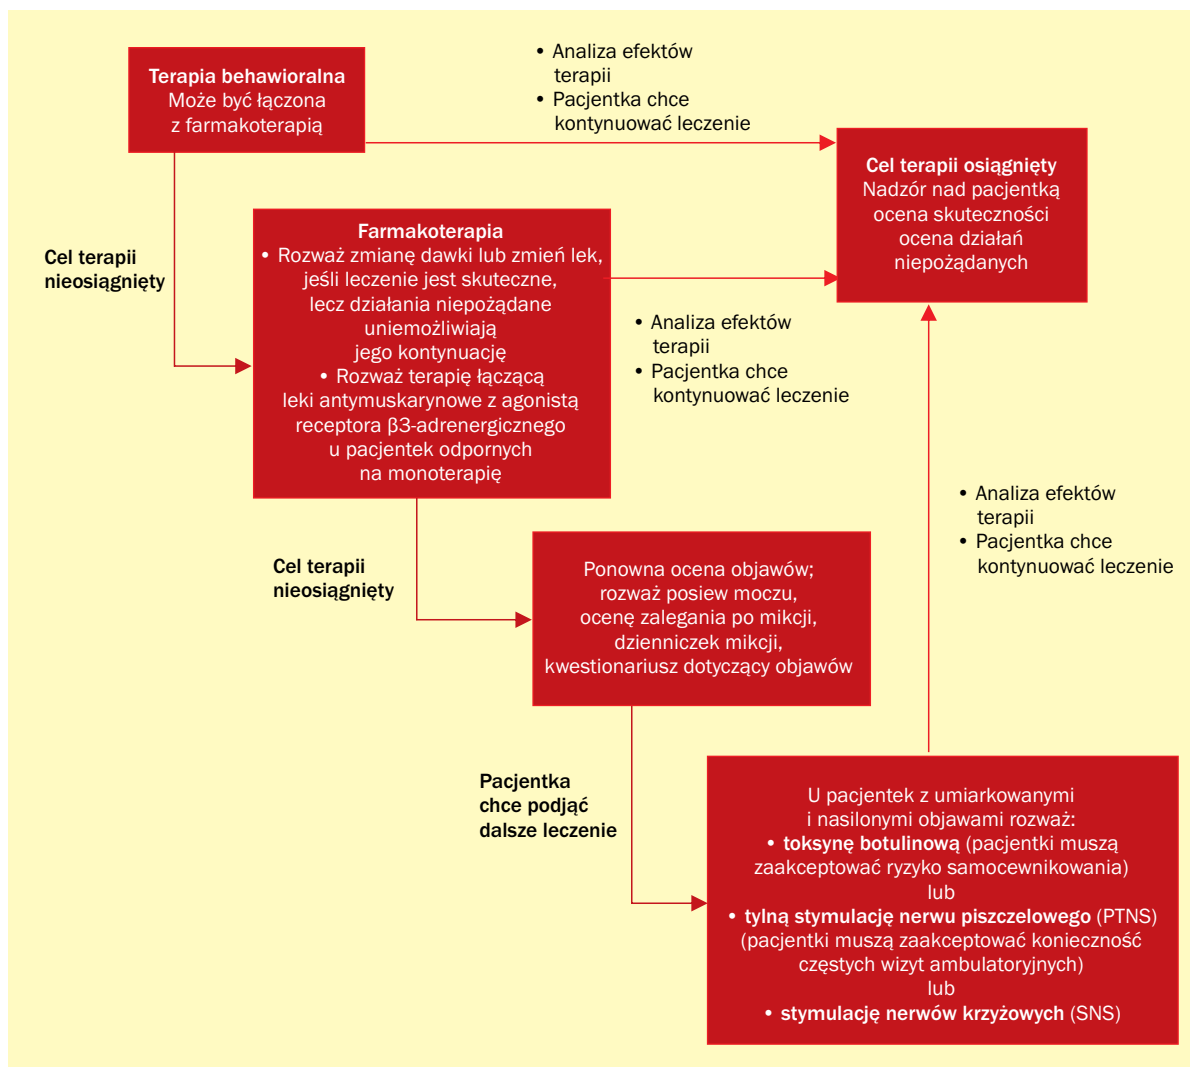 Terapia behawioralna
Może być łączona
z farmakoterapią
• Analiza efektów
terapii
• Pacjentka chce
kontynuować leczenie
Cel terapii osiągnięty
Nadzór nad pacjentką
ocena skuteczności
ocena działań
niepożądanych
Cel terapii
nieosiągnięty
Farmakoterapia
• Rozważ zmianę dawki lub zmień lek,
jeśli leczenie jest skuteczne,
lecz działania niepożądane
uniemożliwiają
jego kontynuację
• Rozważ terapię łączącą
leki antymuskarynowe z agonistą
receptora β3-adrenergicznego
u pacjentek odpornych
na monoterapię
• Analiza efektów
terapii
• Pacjentka chce
kontynuować leczenie
Cel terapii
nieosiągnięty
Ponowna ocena objawów;
rozważ posiew moczu,
ocenę zalegania po mikcji,
dzienniczek mikcji,
kwestionariusz dotyczący objawów
• Analiza efektów
terapii
• Pacjentka chce
kontynuować leczenie
Pacjentka
chce podjąć
dalsze leczenie
U pacjentek z umiarkowanymi
i nasilonymi objawami rozważ:
• toksynę botulinową (pacjentki muszą
zaakceptować ryzyko samocewnikowania)
lub
• tylną stymulację nerwu piszczelowego (PTNS)
(pacjentki muszą zaakceptować konieczność
częstych wizyt ambulatoryjnych)
lub
• stymulację nerwów krzyżowych (SNS)